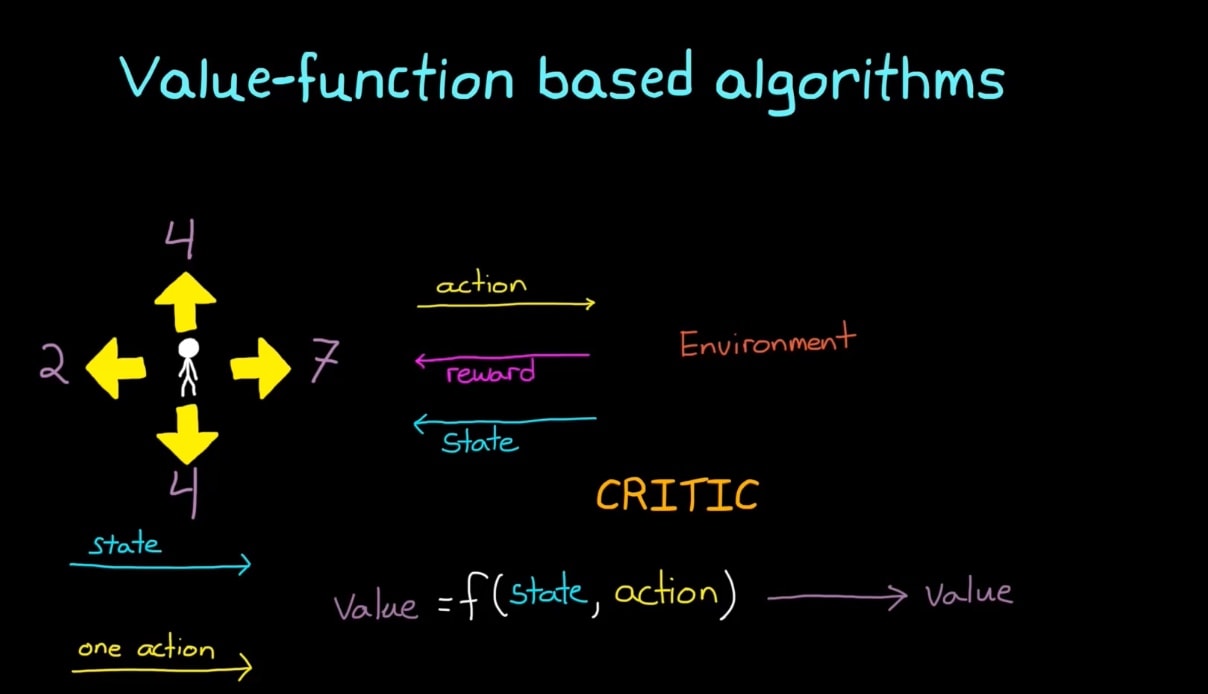 Value-function based algorithms
4
2
7
4
action
reward
state
Environment
CRITIC
state
one action
Value = f(state, action)
value